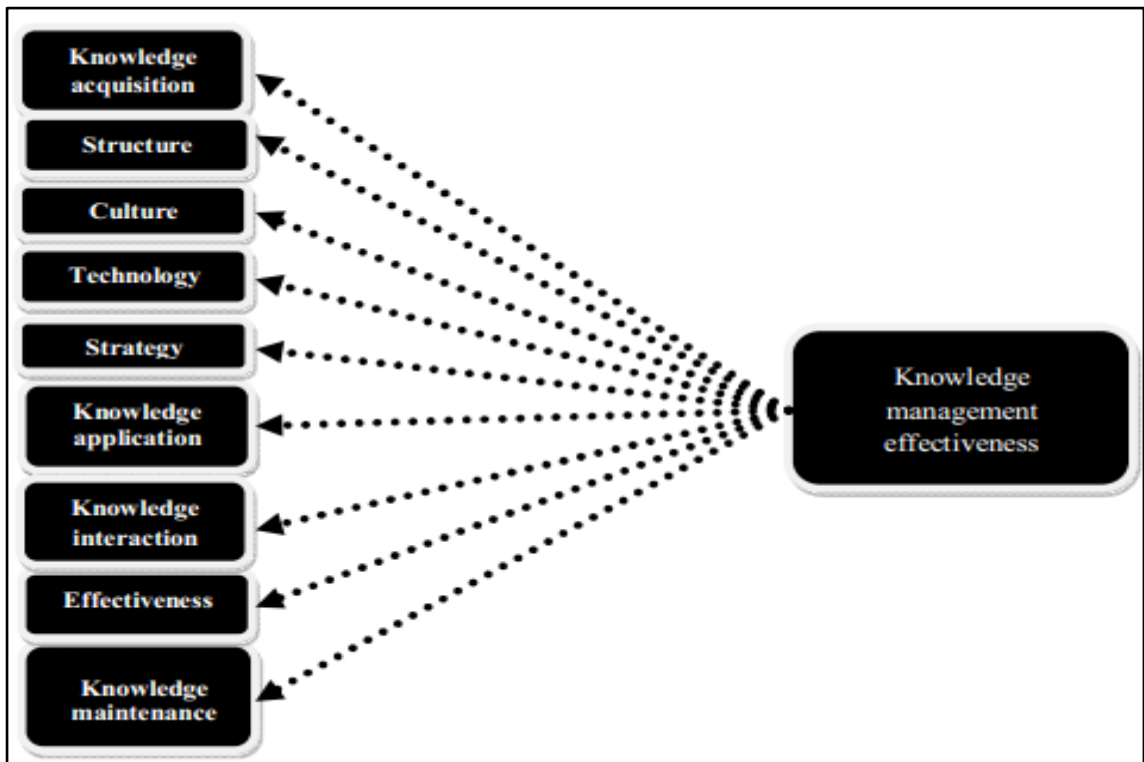 Knowledge
acquisition
Structure
Culture
Technology
Strategy
Knowledge
application
Knowledge
interaction
Effectiveness
Knowledge
maintenance
Knowledge
management
effectiveness